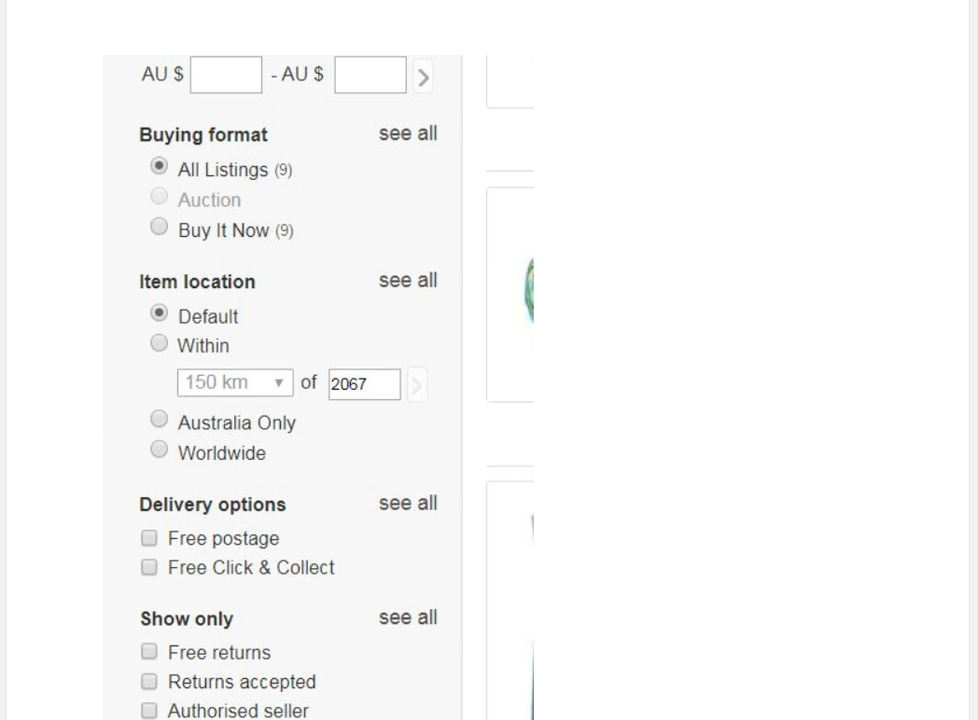 AU $ - AU $
Buying format see all
All Listings (9)
Auction
Buy It Now (9)
Item location see all
Default
Within
150 km of 2067
Australia Only
Worldwide
Delivery options see all
Free postage
Free Click & Collect
Show only see all
Free returns
Returns accepted
Authorised seller